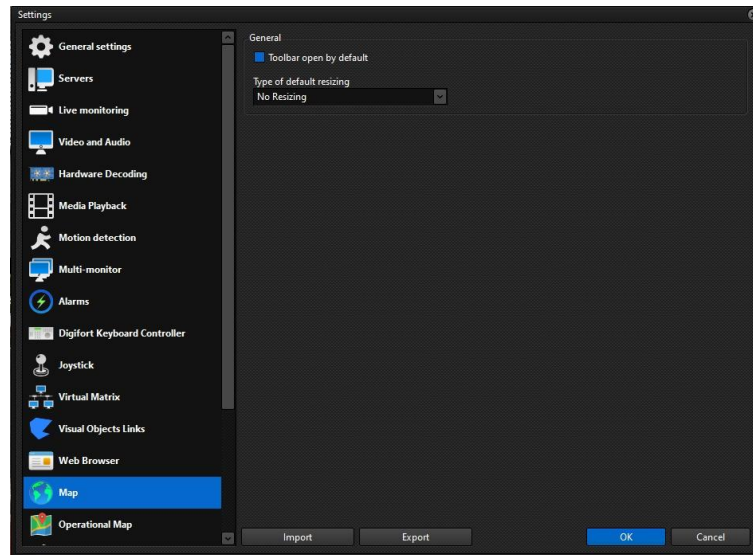 Settings
General settings
Servers
Live monitoring
Video and Audio
Hardware Decoding
Media Playback
Motion detection
Multi-monitor
Alarms
Digifort Keyboard Controller
Joystick
Virtual Matrix
Visual Objects Links
Web Browser
Map
Operational Map
General
Toolbar open by default
Type of default resizing
No Resizing
Import
Export
OK
Cancel